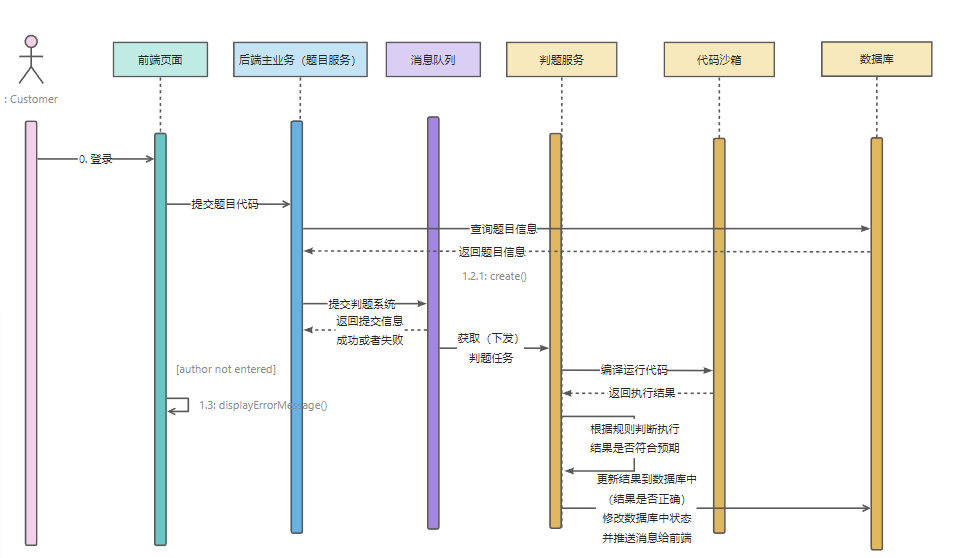 前端页面
后端主业务（题目服务）
消息队列
判题服务
代码沙箱
数据库
: Customer
0. 登录
提交题目代码
查询题目信息
返回题目信息
1.2.1: create()
提交判题系统
返回提交信息
成功或者失败
获取（下发）
判题任务
[author not entered]
编译运行代码
返回执行结果
1.3: displayErrorMessage()
根据规则判断执行
结果是否符合预期
更新结果到数据库中
（结果是否正确）
修改数据库中状态
并推送消息给前端